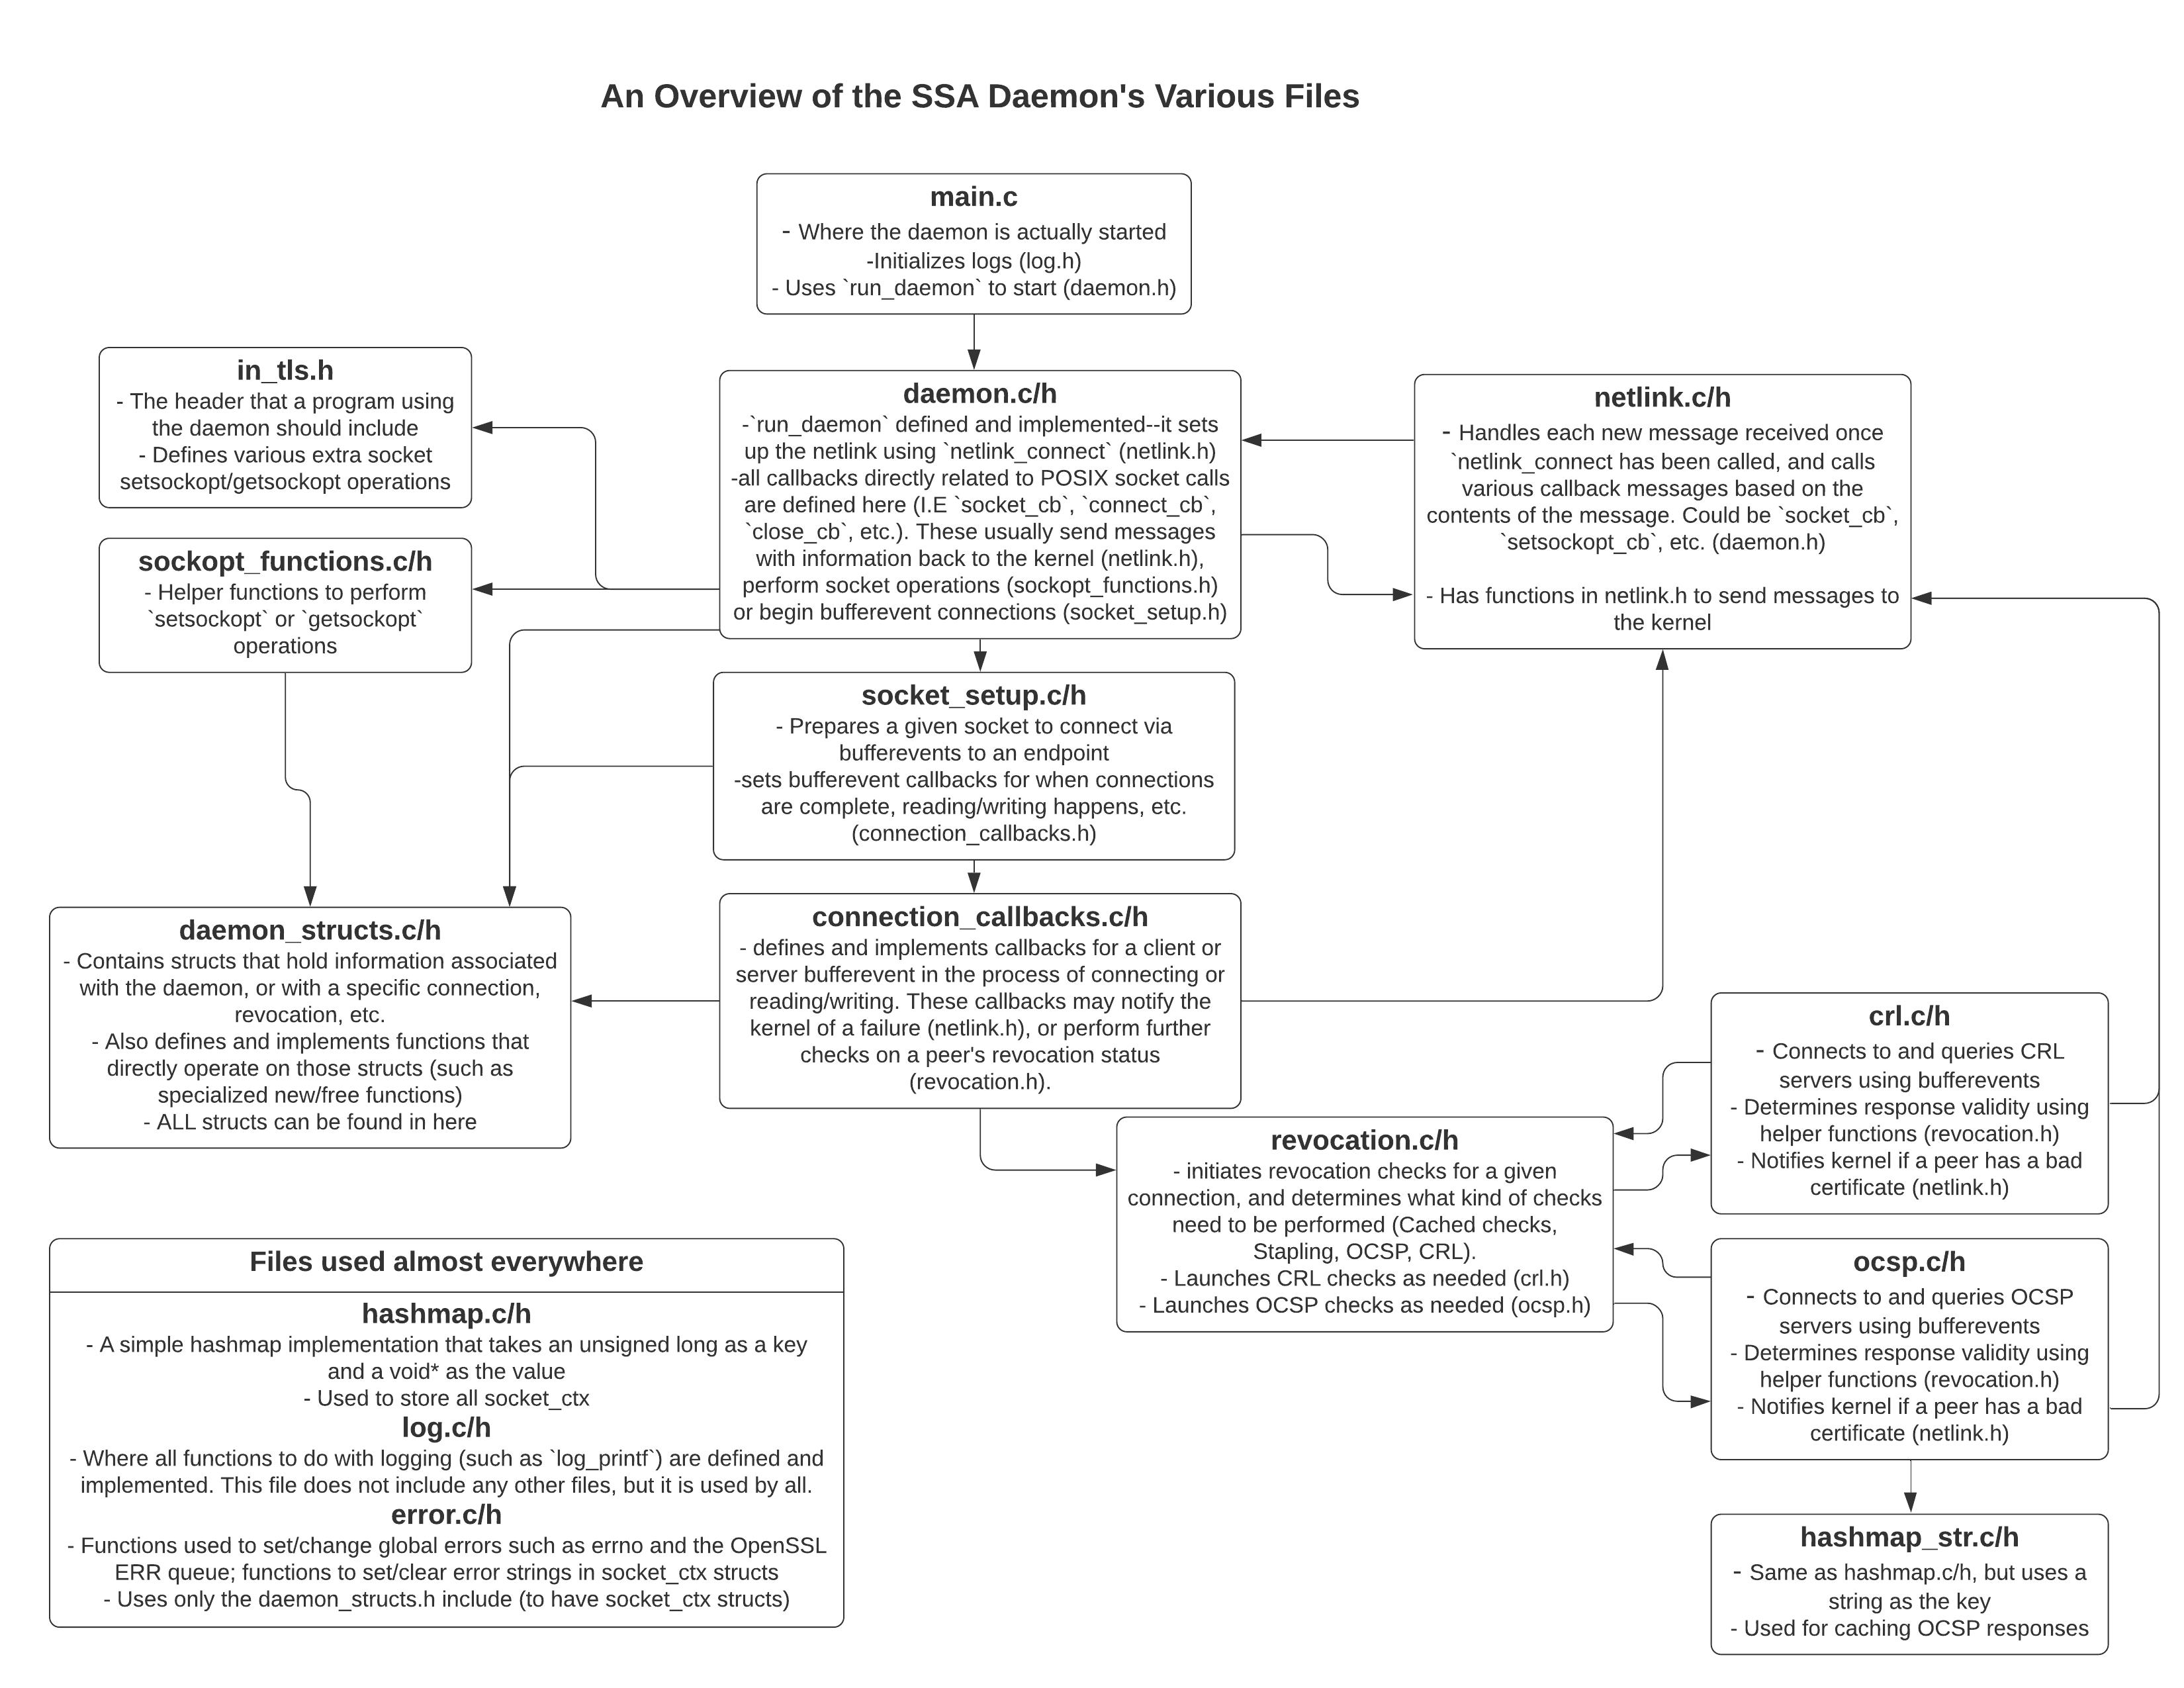 An Overview of the SSA Daemon's Various Files
main.c
- Where the daemon is actually started
-Initializes logs (log.h)
- Uses `run_daemon` to start (daemon.h)
in_tls.h
- The header that a program using
the daemon should include
- Defines various extra socket
setsockopt/getsockopt operations
daemon.c/h
-`run_daemon` defined and implemented--it sets
up the netlink using `netlink_connect` (netlink.h)
-all callbacks directly related to POSIX socket calls
are defined here (I.E `socket_cb`, `connect_cb`,
`close_cb`, etc.). These usually send messages
with information back to the kernel (netlink.h),
perform socket operations (sockopt_functions.h)
or begin bufferevent connections (socket_setup.h)
netlink.c/h
- Handles each new message received once
`netlink_connect has been called, and calls
various callback messages based on the
contents of the message. Could be `socket_cb`,
`setsockopt_cb`, etc. (daemon.h)
- Has functions in netlink.h to send messages to
the kernel
sockopt_functions.c/h
- Helper functions to perform
`setsockopt` or `getsockopt`
operations
socket_setup.c/h
- Prepares a given socket to connect via
bufferevents to an endpoint
-sets bufferevent callbacks for when connections
are complete, reading/writing happens, etc.
(connection_callbacks.h)
daemon_structs.c/h
- Contains structs that hold information associated
with the daemon, or with a specific connection,
revocation, etc.
- Also defines and implements functions that
directly operate on those structs (such as
specialized new/free functions)
- ALL structs can be found in here
connection_callbacks.c/h
- defines and implements callbacks for a client or
server bufferevent in the process of connecting or
reading/writing. These callbacks may notify the
kernel of a failure (netlink.h), or perform further
checks on a peer's revocation status
(revocation.h).
crl.c/h
- Connects to and queries CRL
servers using bufferevents
- Determines response validity using
helper functions (revocation.h)
- Notifies kernel if a peer has a bad
certificate (netlink.h)
revocation.c/h
- initiates revocation checks for a given
connection, and determines what kind of checks
need to be performed (Cached checks,
Stapling, OCSP, CRL).
- Launches CRL checks as needed (crl.h)
- Launches OCSP checks as needed (ocsp.h)
ocsp.c/h
- Connects to and queries OCSP
servers using bufferevents
- Determines response validity using
helper functions (revocation.h)
- Notifies kernel if a peer has a bad
certificate (netlink.h)
Files used almost everywhere
hashmap.c/h
- A simple hashmap implementation that takes an unsigned long as a key
and a void* as the value
- Used to store all socket_ctx
log.c/h
- Where all functions to do with logging (such as `log_printf`) are defined and
implemented. This file does not include any other files, but it is used by all.
error.c/h
- Functions used to set/change global errors such as errno and the OpenSSL
ERR queue; functions to set/clear error strings in socket_ctx structs
- Uses only the daemon_structs.h include (to have socket_ctx structs)
hashmap_str.c/h
- Same as hashmap.c/h, but uses a
string as the key
- Used for caching OCSP responses